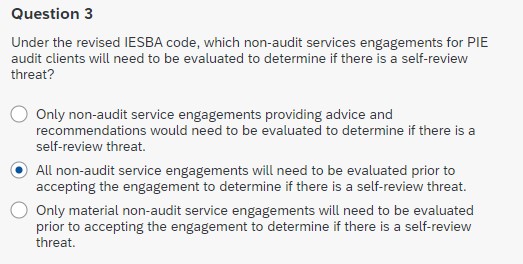 Question 3
Under the revised IESBA code, which non-audit services engagements for PIE
audit clients will need to be evaluated to determine if there is a self-review
threat?
Only non-audit service engagements providing advice and
recommendations would need to be evaluated to determine if there is a
self-review threat.
All non-audit service engagements will need to be evaluated prior to
accepting the engagement to determine if there is a self-review threat.
Only material non-audit service engagements will need to be evaluated
prior to accepting the engagement to determine if there is a self-review
threat.